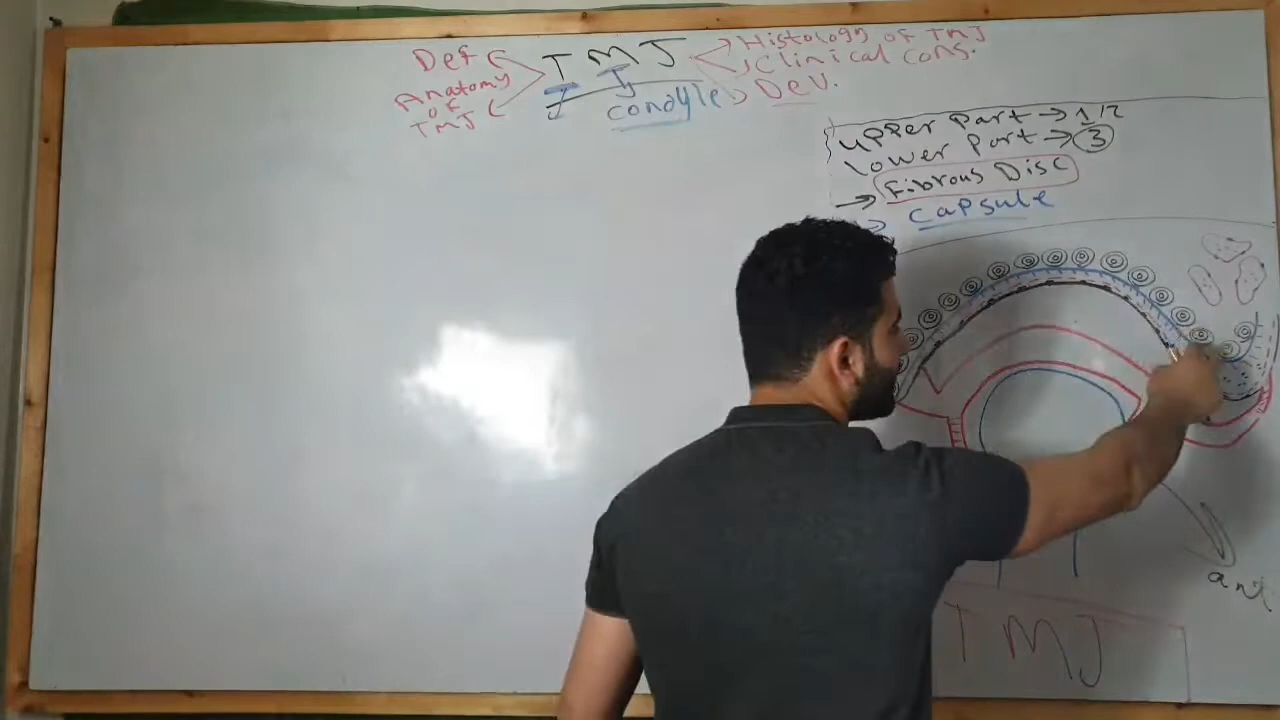 Def
Anatomy
of
TMJ
TMJ
Histology of TMJ
Clinical Cons.
Dev.
condyle
upper Part → 1/2
lower Part → 3
→ Fibrous Disc
capsule
ant
TMJ